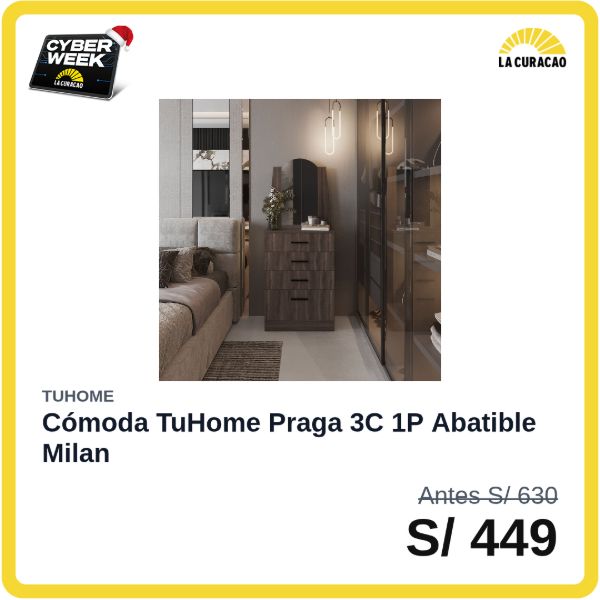 CYBER
WEEK
LA CURACAO
LA CURACAO
TUHOME
Cómoda TuHome Praga 3C 1P Abatible
Milan
Antes S/ 630
S/ 449